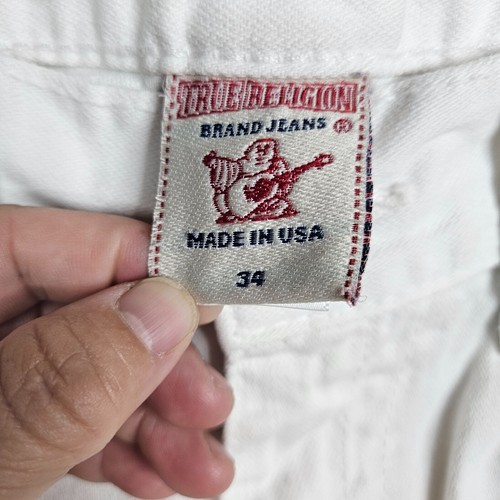 TRUE RELIGION
BRAND JEANS ®
MADE IN USA
34